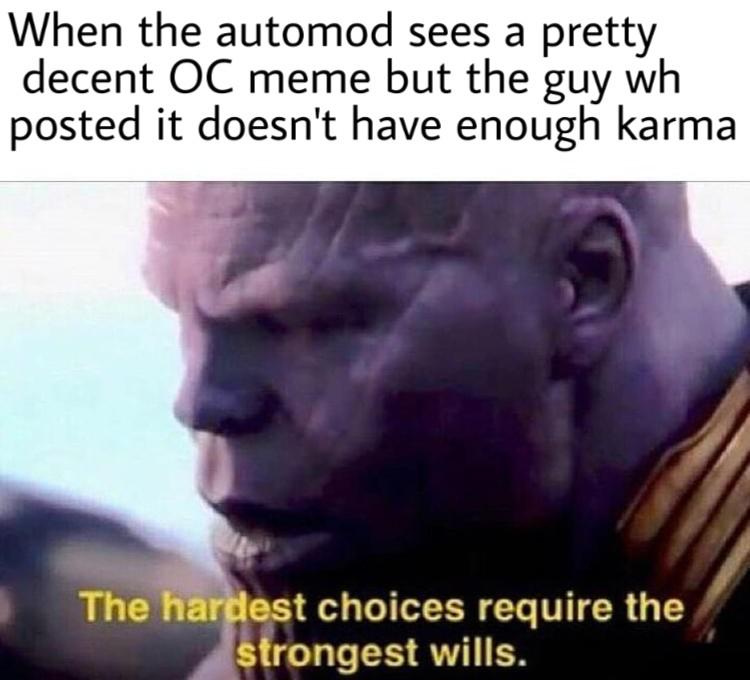 When the automod sees a pretty
decent OC meme but the guy wh
posted it doesn't have enough karma
The hardest choices require the
strongest wills.